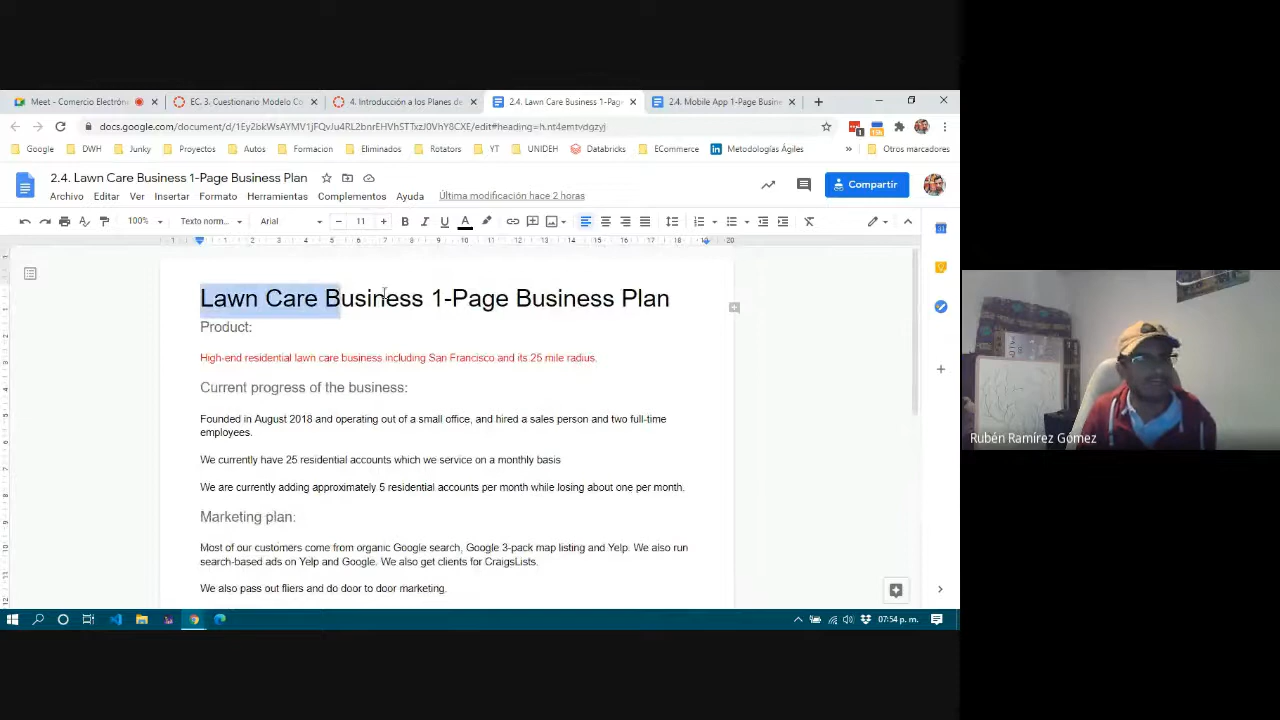 Meet - Comercio Electrón
EC. 3. Cuestionario Modelo Co
4. Introducción a los Planes de
2.4. Lawn Care Business 1-Page
2.4. Mobile App 1-Page Busine
docs.google.com/document/d/1Ey2bkWsAYMV1jFQvJu4RL2bnrEHVhSTTxzJ0VhY8CXE/edit#heading=h.nt4emtvdgzyj
Google
DWH
Junky
Proyectos
Autos
Formacion
Eliminados
Rotators
YT
UNIDEH
Databricks
ECommerce
Metodologías Ágiles
»
Otros marcadores
2.4. Lawn Care Business 1-Page Business Plan
Archivo Editar Ver Insertar Formato Herramientas Complementos Ayuda
Última modificación hace 2 horas
Compartir
100% Texto norm... Arial 11
Lawn Care Business 1-Page Business Plan
Product:
High-end residential lawn care business including San Francisco and its 25 mile radius.
Current progress of the business:
Founded in August 2018 and operating out of a small office, and hired a sales person and two full-time
employees.
We currently have 25 residential accounts which we service on a monthly basis
We are currently adding approximately 5 residential accounts per month while losing about one per month.
Marketing plan:
Most of our customers come from organic Google search, Google 3-pack map listing and Yelp. We also run
search-based ads on Yelp and Google. We also get clients for CraigsLists.
We also pass out fliers and do door to door marketing.
07:54 p. m.
Rubén Ramírez Gómez